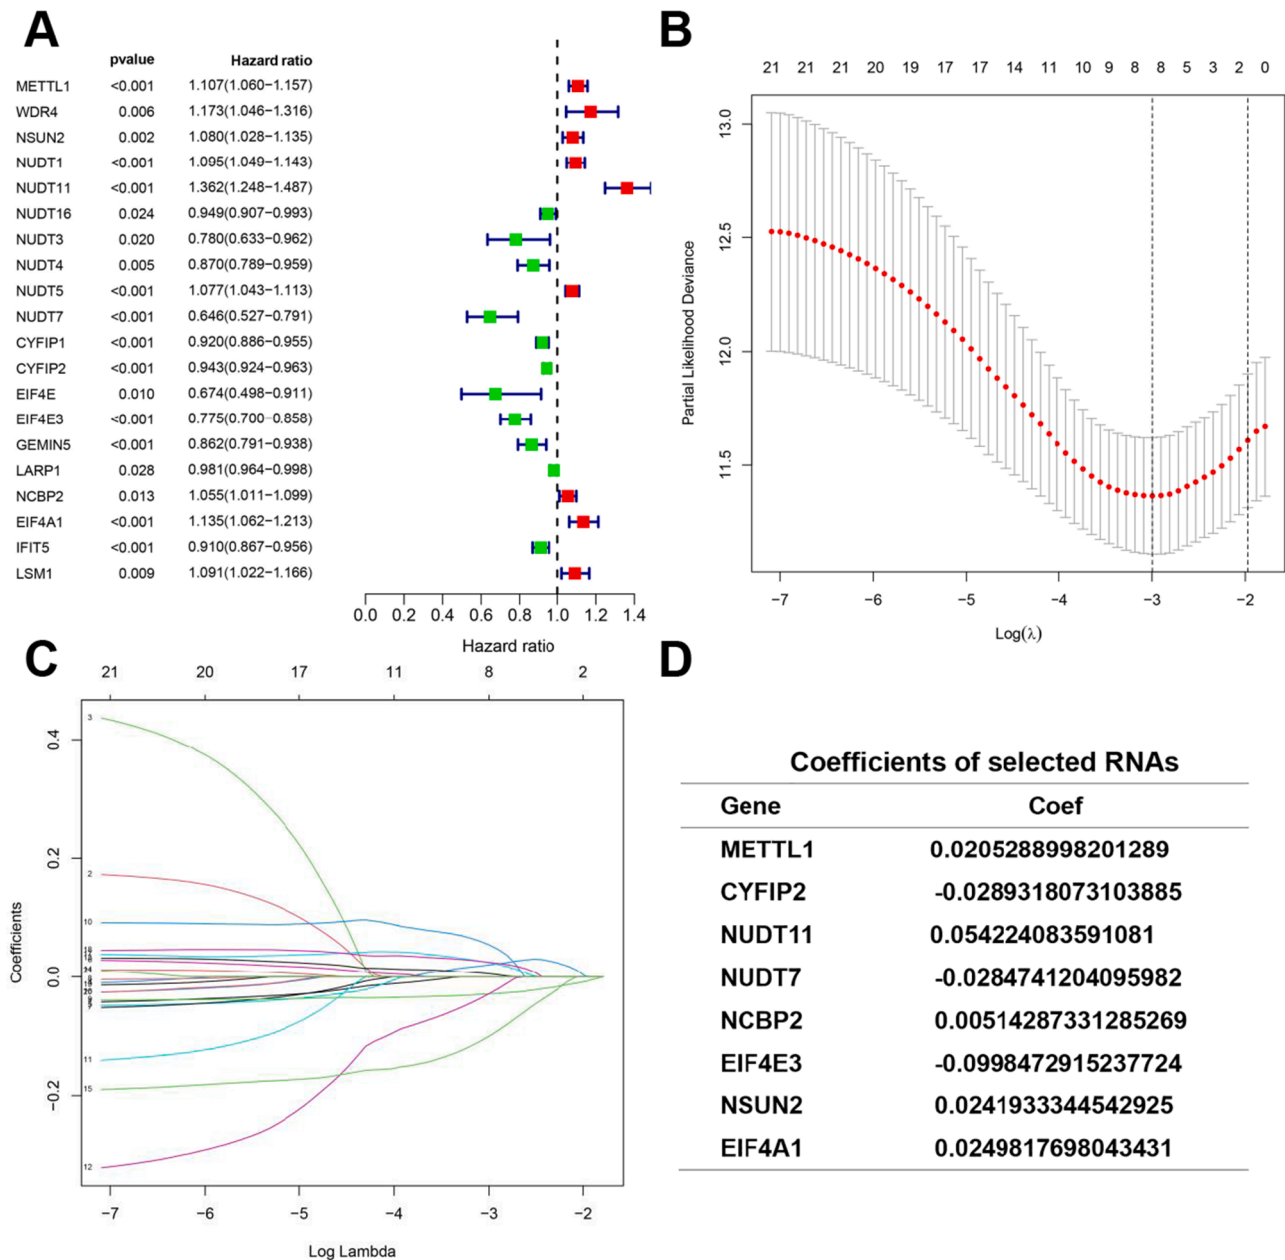 A
pvalue Hazard ratio
METTL1 <0.001 1.107(1.060−1.157)
WDR4 0.006 1.173(1.046−1.316)
NSUN2 0.002 1.080(1.028−1.135)
NUDT1 <0.001 1.095(1.049−1.143)
NUDT11 <0.001 1.362(1.248−1.487)
NUDT16 0.024 0.949(0.907−0.993)
NUDT3 0.020 0.780(0.633−0.962)
NUDT4 0.005 0.870(0.789−0.959)
NUDT5 <0.001 1.077(1.043−1.113)
NUDT7 <0.001 0.646(0.527−0.791)
CYFIP1 <0.001 0.920(0.886−0.955)
CYFIP2 <0.001 0.943(0.924−0.963)
EIF4E 0.010 0.674(0.498−0.911)
EIF4E3 <0.001 0.775(0.700−0.858)
GEMIN5 <0.001 0.862(0.791−0.938)
LARP1 0.028 0.981(0.964−0.998)
NCBP2 0.013 1.055(1.011−1.099)
EIF4A1 <0.001 1.135(1.062−1.213)
IFIT5 <0.001 0.910(0.867−0.956)
LSM1 0.009 1.091(1.022−1.166)
0.0 0.2 0.4 0.6 0.8 1.0 1.2 1.4
Hazard ratio
B
21 21 21 20 19 17 17 14 11 10 9 8 8 5 3 2 0
13.0
12.5
12.0
11.5
Partial Likelihood Deviance
−7 −6 −5 −4 −3 −2
Log(λ)
C
21 20 17 11 8 2
0.4
0.2
0.0
−0.2
Coefficients
3
2
10
11
15
12
−7 −6 −5 −4 −3 −2
Log Lambda
D
Coefficients of selected RNAs
Gene Coef
METTL1 0.0205288998201289
CYFIP2 -0.0289318073103885
NUDT11 0.054224083591081
NUDT7 -0.0284741204095982
NCBP2 0.00514287331285269
EIF4E3 -0.0998472915237724
NSUN2 0.0241933344542925
EIF4A1 0.0249817698043431